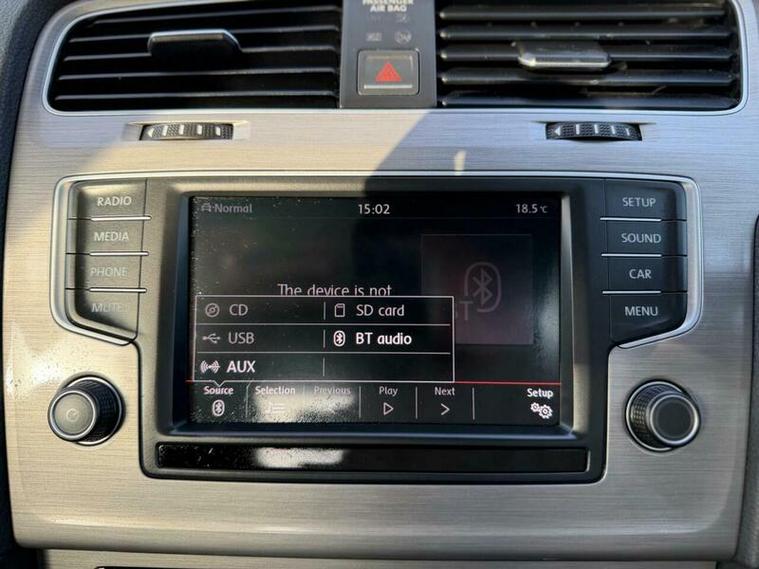 PASSENGER
AIR BAG
RADIO
MEDIA
PHONE
MUTE
Normal
15:02
18.5 °C
The device is not
BT
CD
SD card
USB
BT audio
AUX
Source
Selection
Previous
Play
Next
Setup
SETUP
SOUND
CAR
MENU